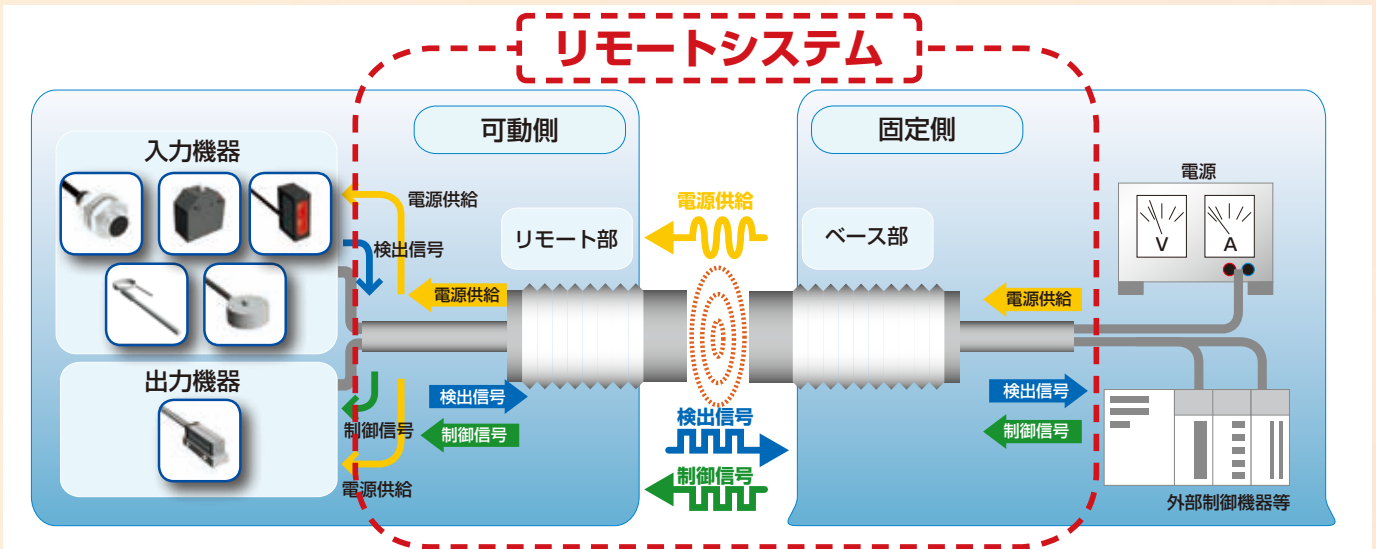 リモートシステム
可動側
固定側
入力機器
電源供給
検出信号
電源供給
リモート部
電源供給
ベース部
電源供給
電源
V
A
出力機器
制御信号
電源供給
検出信号
制御信号
検出信号
制御信号
検出信号
制御信号
外部制御機器等